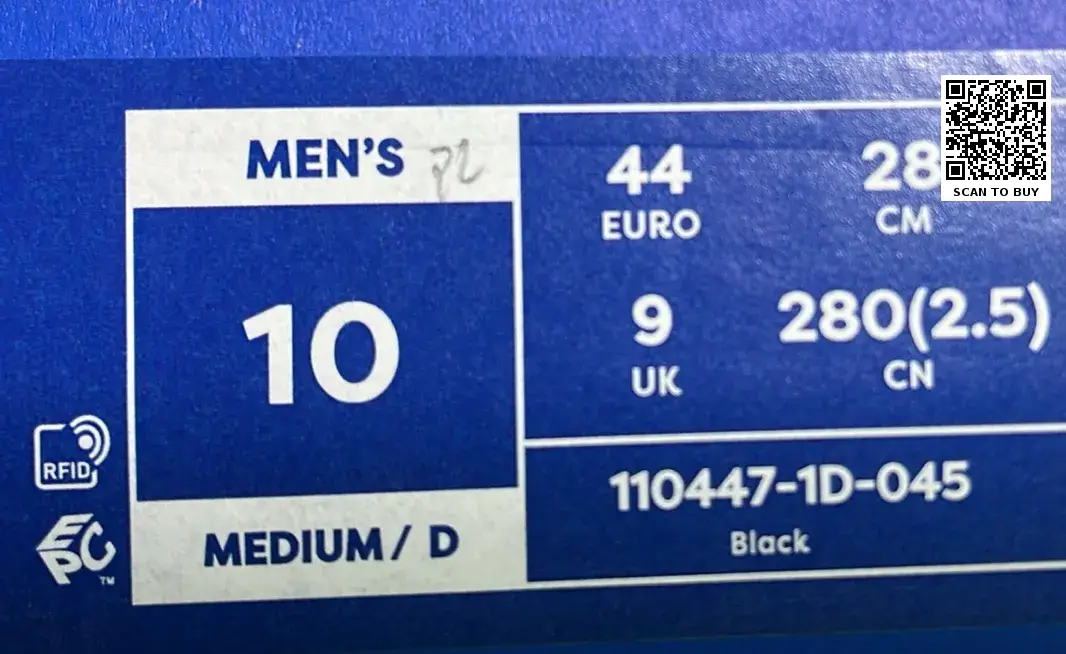 MEN'S
10
MEDIUM / D
44
EURO
28
CM
9
UK
280(2.5)
CN
110447-1D-045
Black
RFID
EPC™
SCAN TO BUY